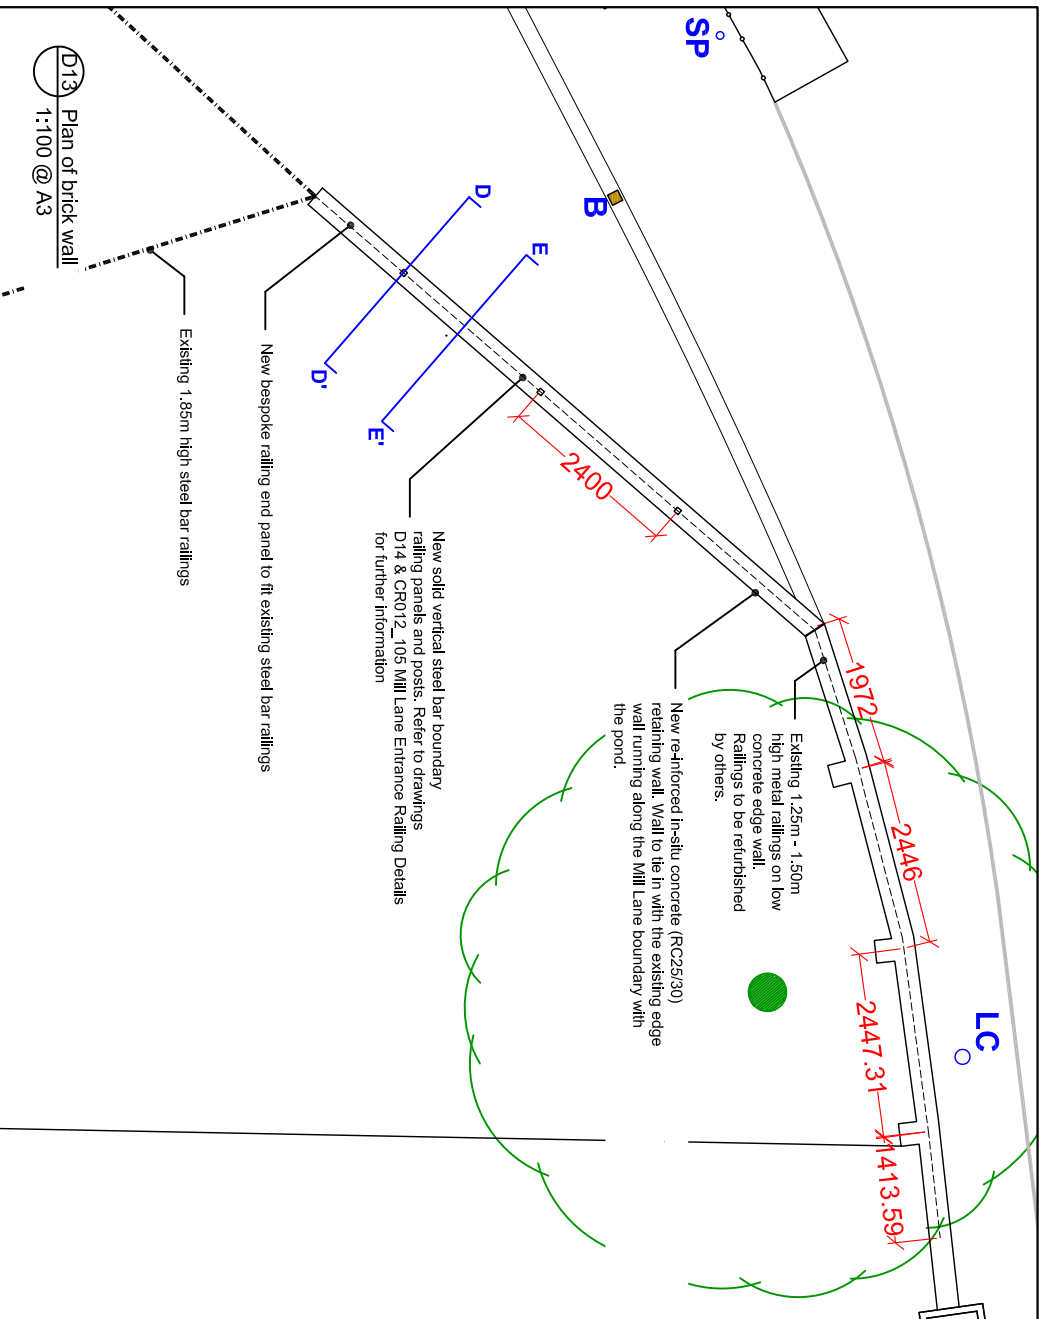 SP
B
LC
1972
2446
2447.31
1413.59
2400
Existing 1.25m - 1.50m
high metal railings on low
concrete edge wall.
Railings to be refurbished
by others.
New re-inforced in-situ concrete (RC25/30)
retaining wall. Wall to tie in with the existing edge
wall running along the Mill Lane boundary with
the pond.
D
D'
E
E'
New solid vertical steel bar boundary
railing panels and posts. Refer to drawings
D14 & CR012_105 Mill Lane Entrance Railing Details
for further information
New bespoke railing end panel to fit existing steel bar railings
Existing 1.85m high steel bar railings
D13 Plan of brick wall
1:100 @ A3